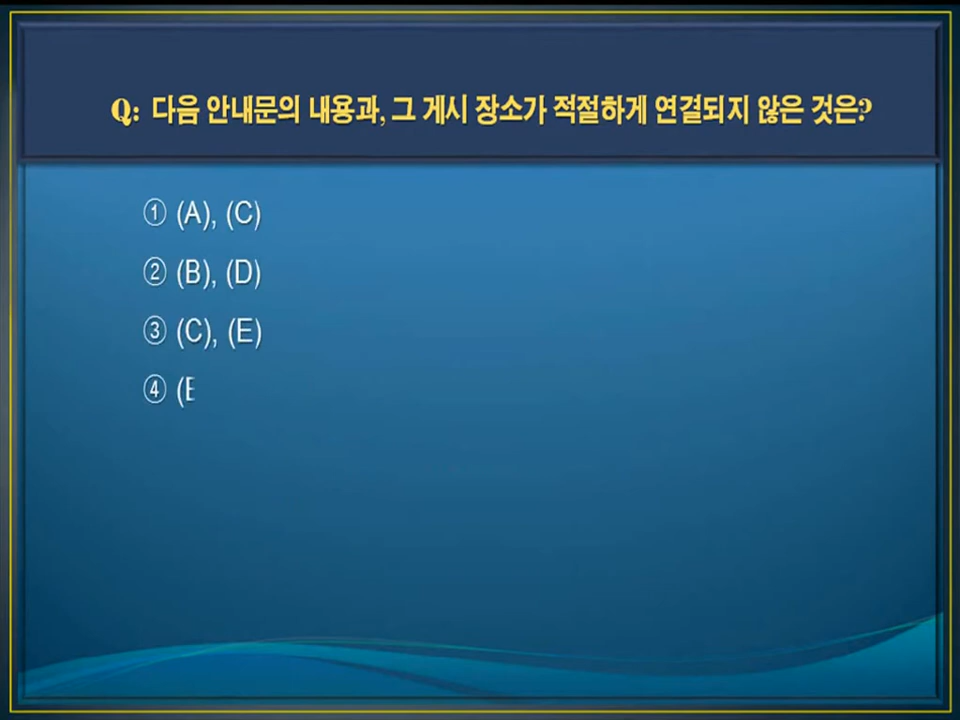 Q: 다음 안내문의 내용과, 그 게시 장소가 적절하게 연결되지 않은 것은?
① (A), (C)
② (B), (D)
③ (C), (E)
④